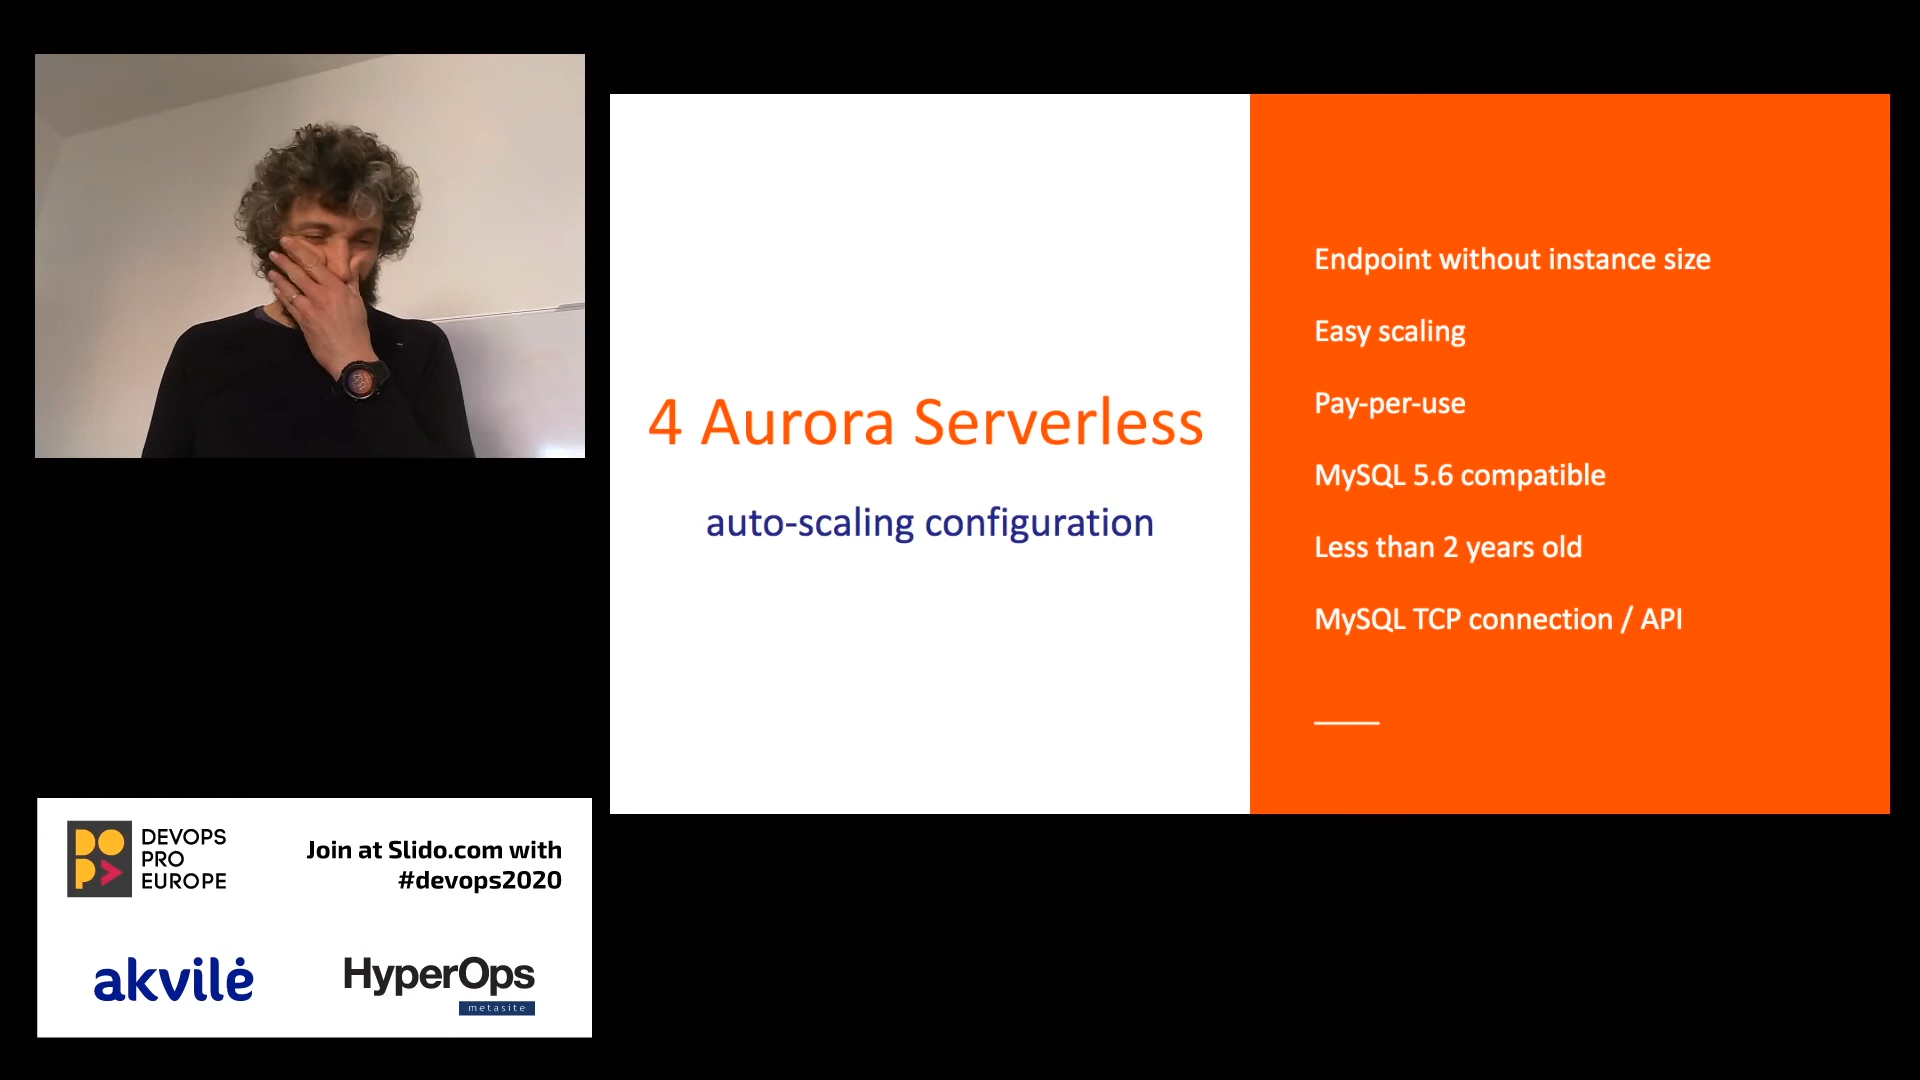 4 Aurora Serverless
auto-scaling configuration
Endpoint without instance size
Easy scaling
Pay-per-use
MySQL 5.6 compatible
Less than 2 years old
MySQL TCP connection / API
DEVOPS
PRO
EUROPE
Join at Slido.com with
#devops2020
akvilė
HyperOps
metasite